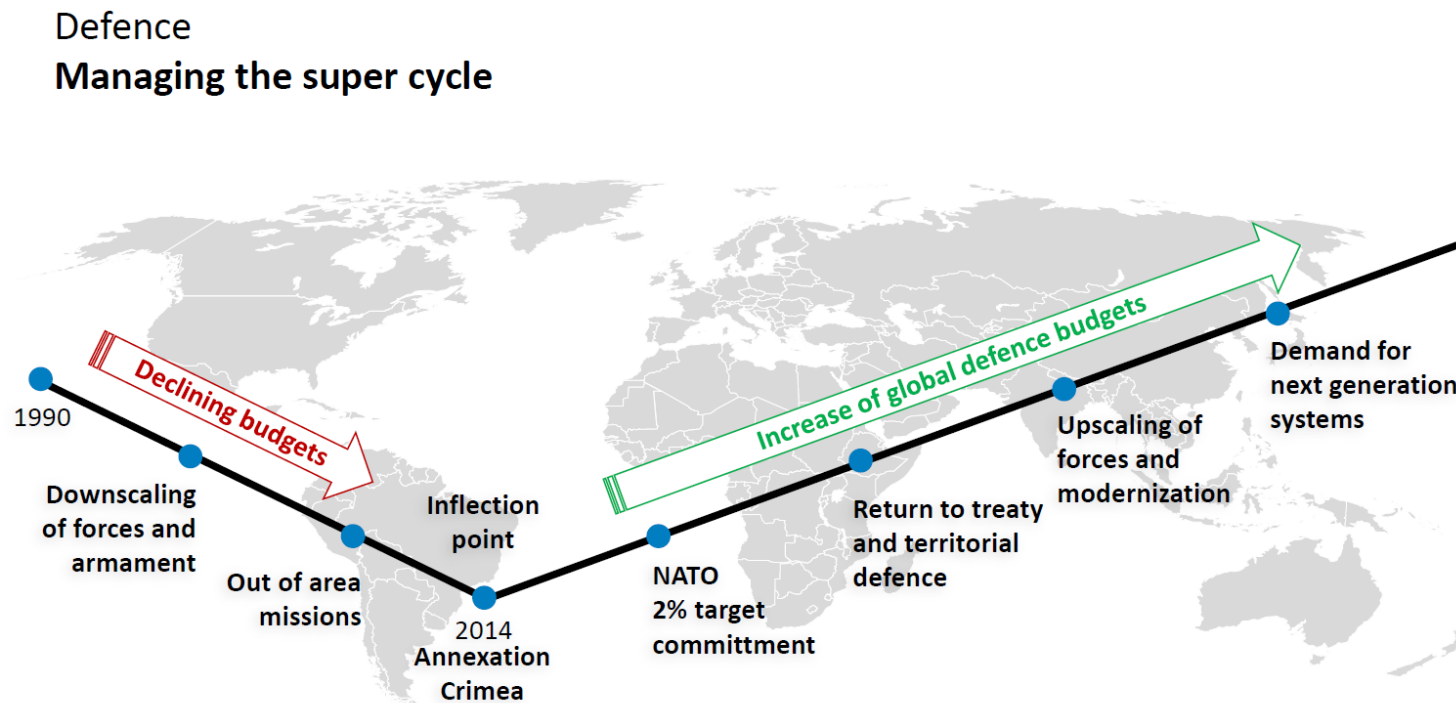 Defence
Managing the super cycle
Declining budgets
Increase of global defence budgets
1990
Downscaling
of forces and
armament
Out of area
missions
Inflection
point
2014
Annexation
Crimea
NATO
2% target
committment
Return to treaty
and territorial
defence
Upscaling of
forces and
modernization
Demand for
next generation
systems